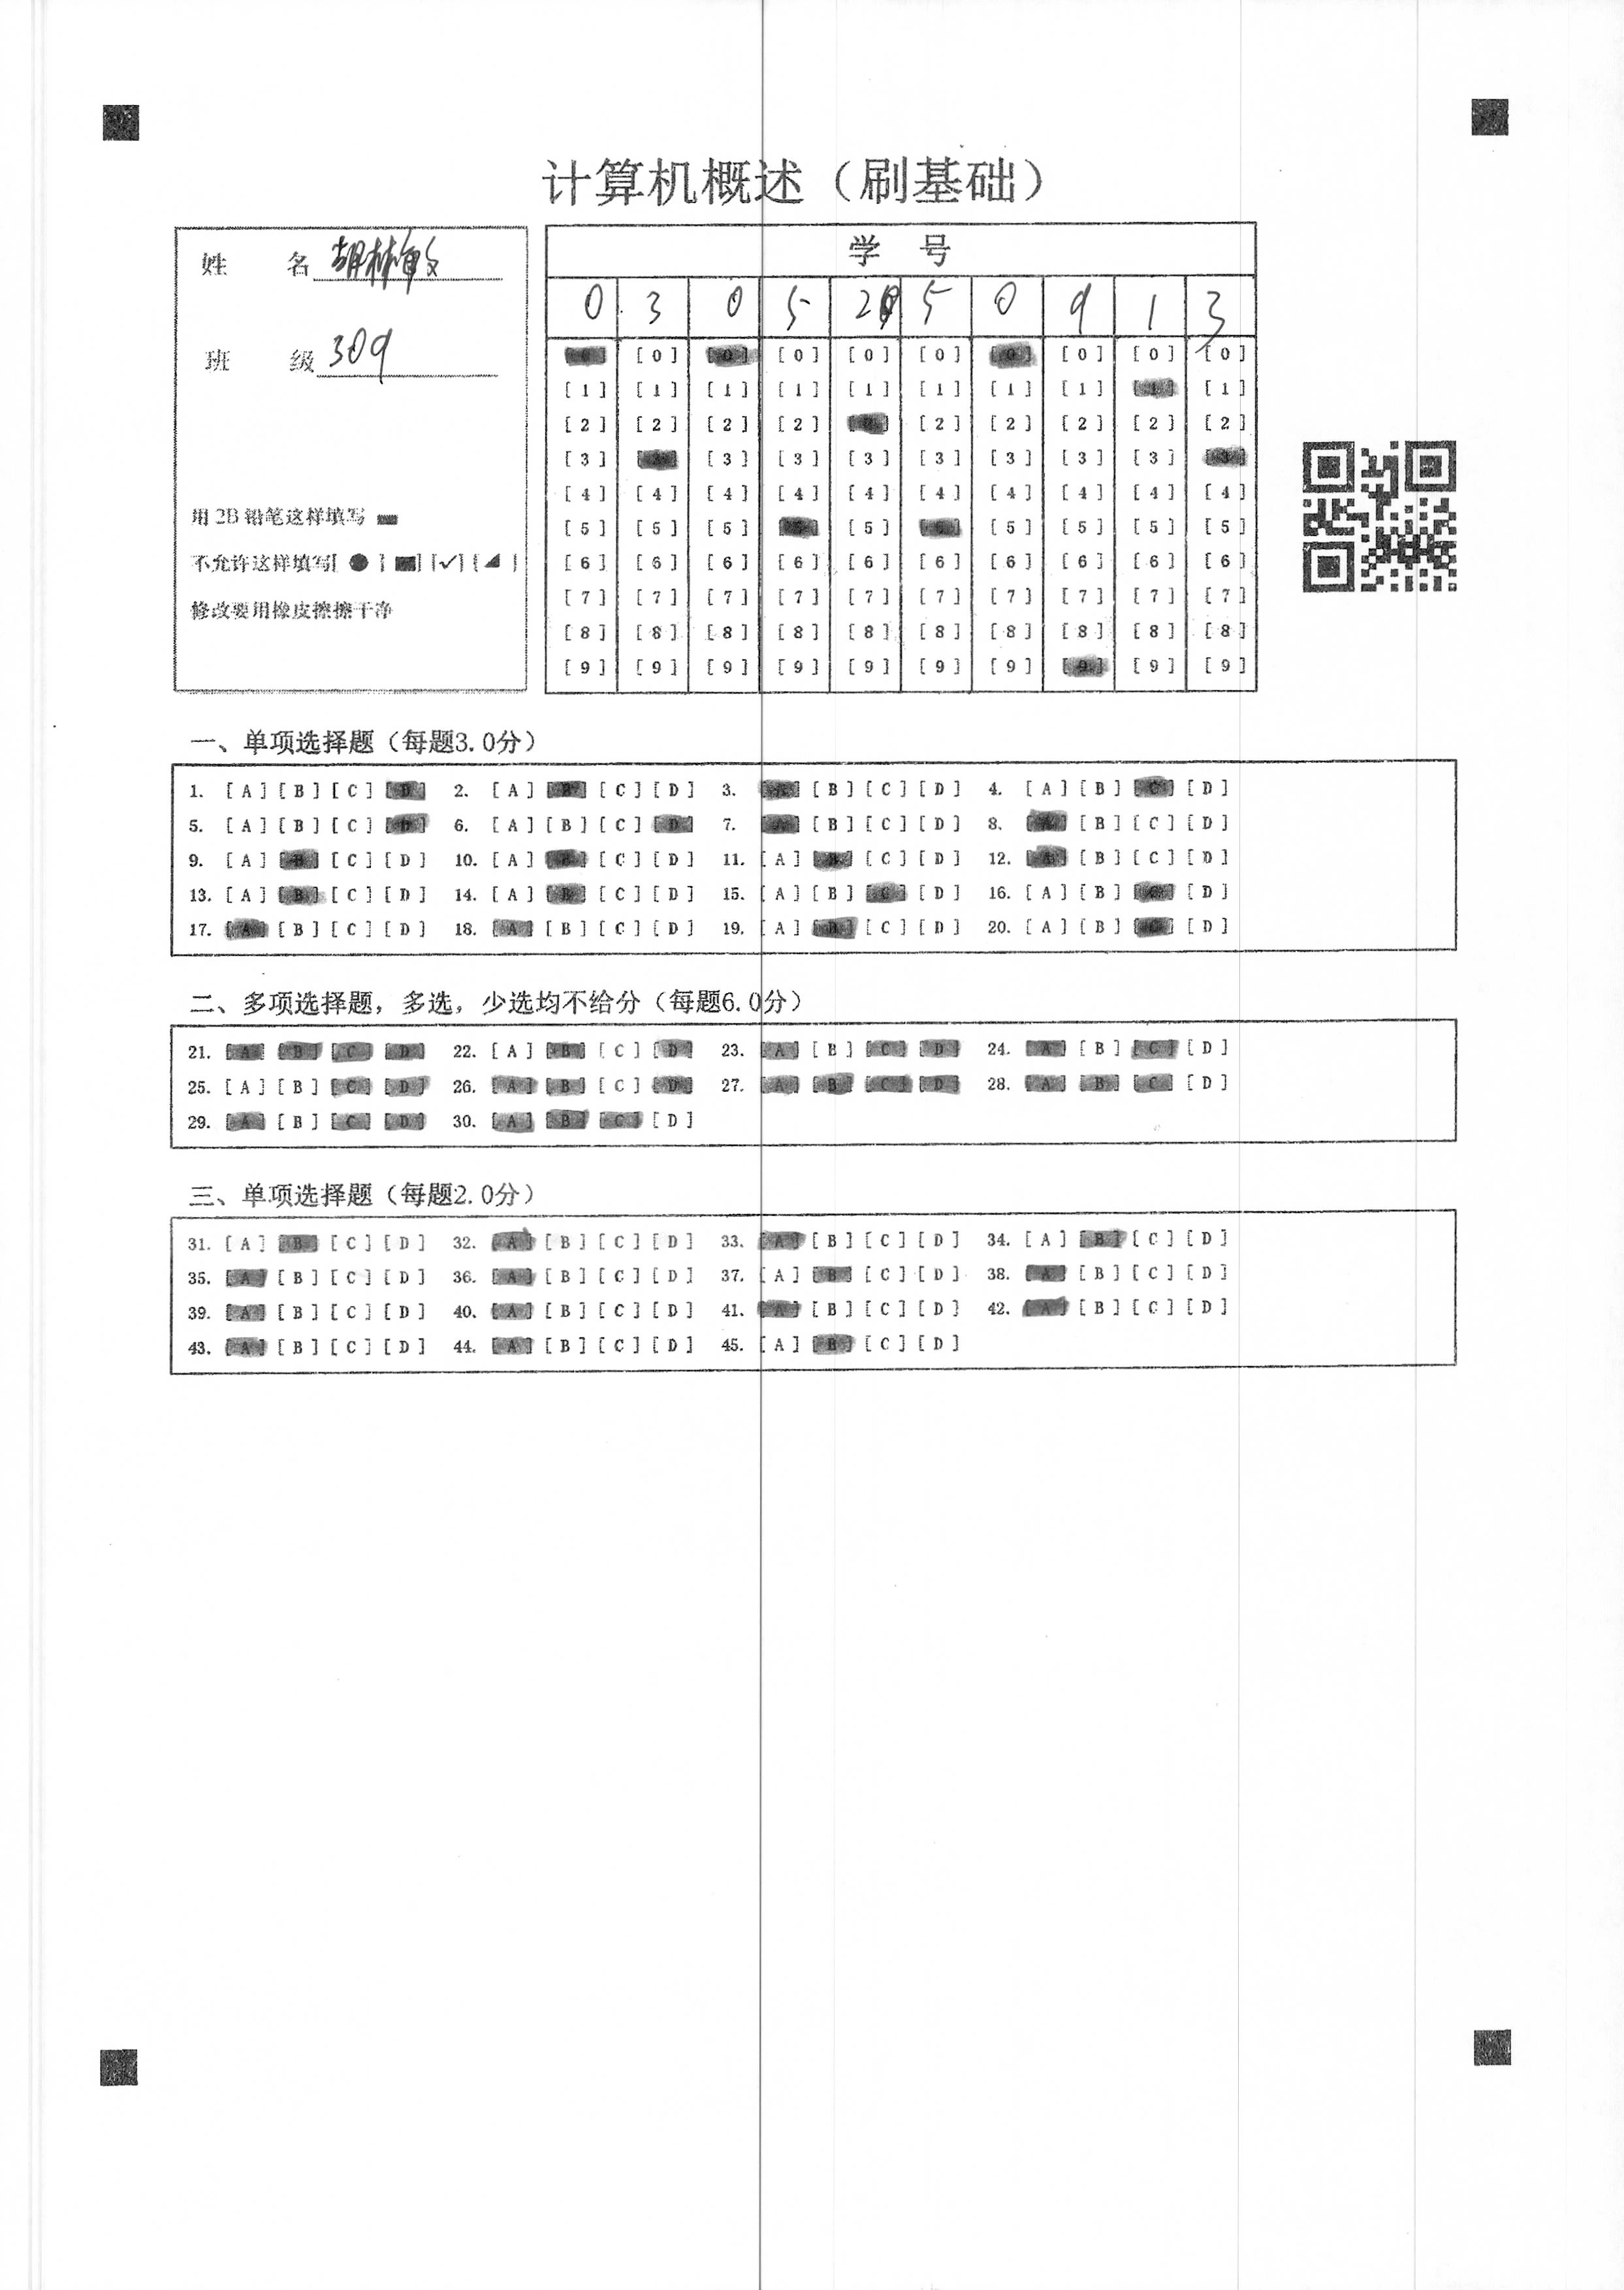 计算机概述（刷基础）
姓 名 胡林敏
班 级 309
用 2B 铅笔这样填写
不允许这样填写[ ● ] [■] [✓] [◢ ]
修改要用橡皮擦擦干净
学 号
0 3 0 5 2 5 0 9 1 3
[0] [0] [0] [0] [0] [0] [0] [0] [0] [0]
[1] [1] [1] [1] [1] [1] [1] [1] [1] [1]
[2] [2] [2] [2] [2] [2] [2] [2] [2] [2]
[3] [3] [3] [3] [3] [3] [3] [3] [3] [3]
[4] [4] [4] [4] [4] [4] [4] [4] [4] [4]
[5] [5] [5] [5] [5] [5] [5] [5] [5] [5]
[6] [6] [6] [6] [6] [6] [6] [6] [6] [6]
[7] [7] [7] [7] [7] [7] [7] [7] [7] [7]
[8] [8] [8] [8] [8] [8] [8] [8] [8] [8]
[9] [9] [9] [9] [9] [9] [9] [9] [9] [9]
一、单项选择题（每题3.0分）
1. [A] [B] [C] [D] 2. [A] [B] [C] [D] 3. [A] [B] [C] [D] 4. [A] [B] [C] [D]
5. [A] [B] [C] [D] 6. [A] [B] [C] [D] 7. [A] [B] [C] [D] 8. [A] [B] [C] [D]
9. [A] [B] [C] [D] 10. [A] [B] [C] [D] 11. [A] [B] [C] [D] 12. [A] [B] [C] [D]
13. [A] [B] [C] [D] 14. [A] [B] [C] [D] 15. [A] [B] [C] [D] 16. [A] [B] [C] [D]
17. [A] [B] [C] [D] 18. [A] [B] [C] [D] 19. [A] [B] [C] [D] 20. [A] [B] [C] [D]
二、多项选择题，多选，少选均不给分（每题6.0分）
21. [A] [B] [C] [D] 22. [A] [B] [C] [D] 23. [A] [B] [C] [D] 24. [A] [B] [C] [D]
25. [A] [B] [C] [D] 26. [A] [B] [C] [D] 27. [A] [B] [C] [D] 28. [A] [B] [C] [D]
29. [A] [B] [C] [D] 30. [A] [B] [C] [D]
三、单项选择题（每题2.0分）
31. [A] [B] [C] [D] 32. [A] [B] [C] [D] 33. [A] [B] [C] [D] 34. [A] [B] [C] [D]
35. [A] [B] [C] [D] 36. [A] [B] [C] [D] 37. [A] [B] [C] [D] 38. [A] [B] [C] [D]
39. [A] [B] [C] [D] 40. [A] [B] [C] [D] 41. [A] [B] [C] [D] 42. [A] [B] [C] [D]
43. [A] [B] [C] [D] 44. [A] [B] [C] [D] 45. [A] [B] [C] [D]